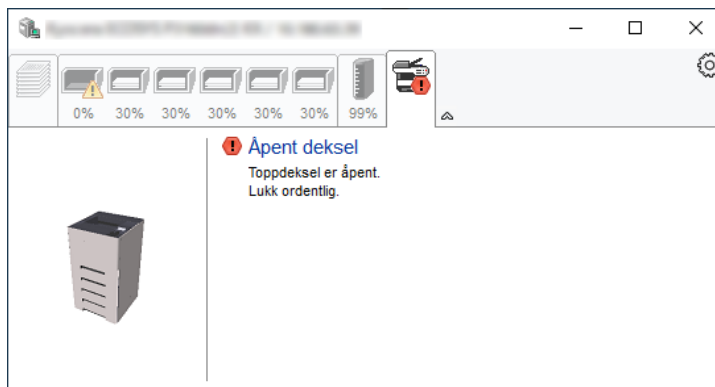 0% 30% 30% 30% 30% 30% 99%
Åpent deksel
Toppdeksel er åpent.
Lukk ordentlig.